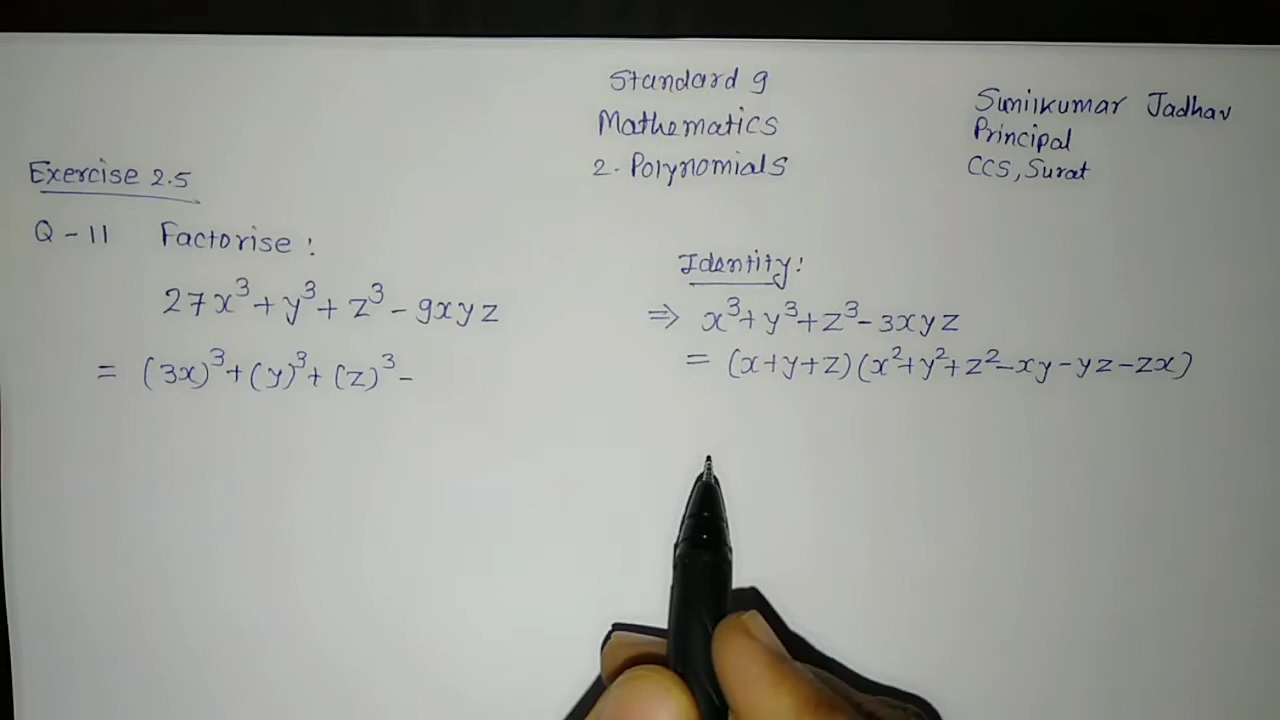 Standard 9
Mathematics
2. Polynomials
Sunilkumar Jadhav
Principal
CCS, Surat
Exercise 2.5
Q-11 Factorise:
27x³ + y³ + z³ - 9xyz
= (3x)³ + (y)³ + (z)³ -
Identity:
⇒ x³ + y³ + z³ - 3xyz
= (x+y+z)(x²+y²+z²-xy-yz-zx)